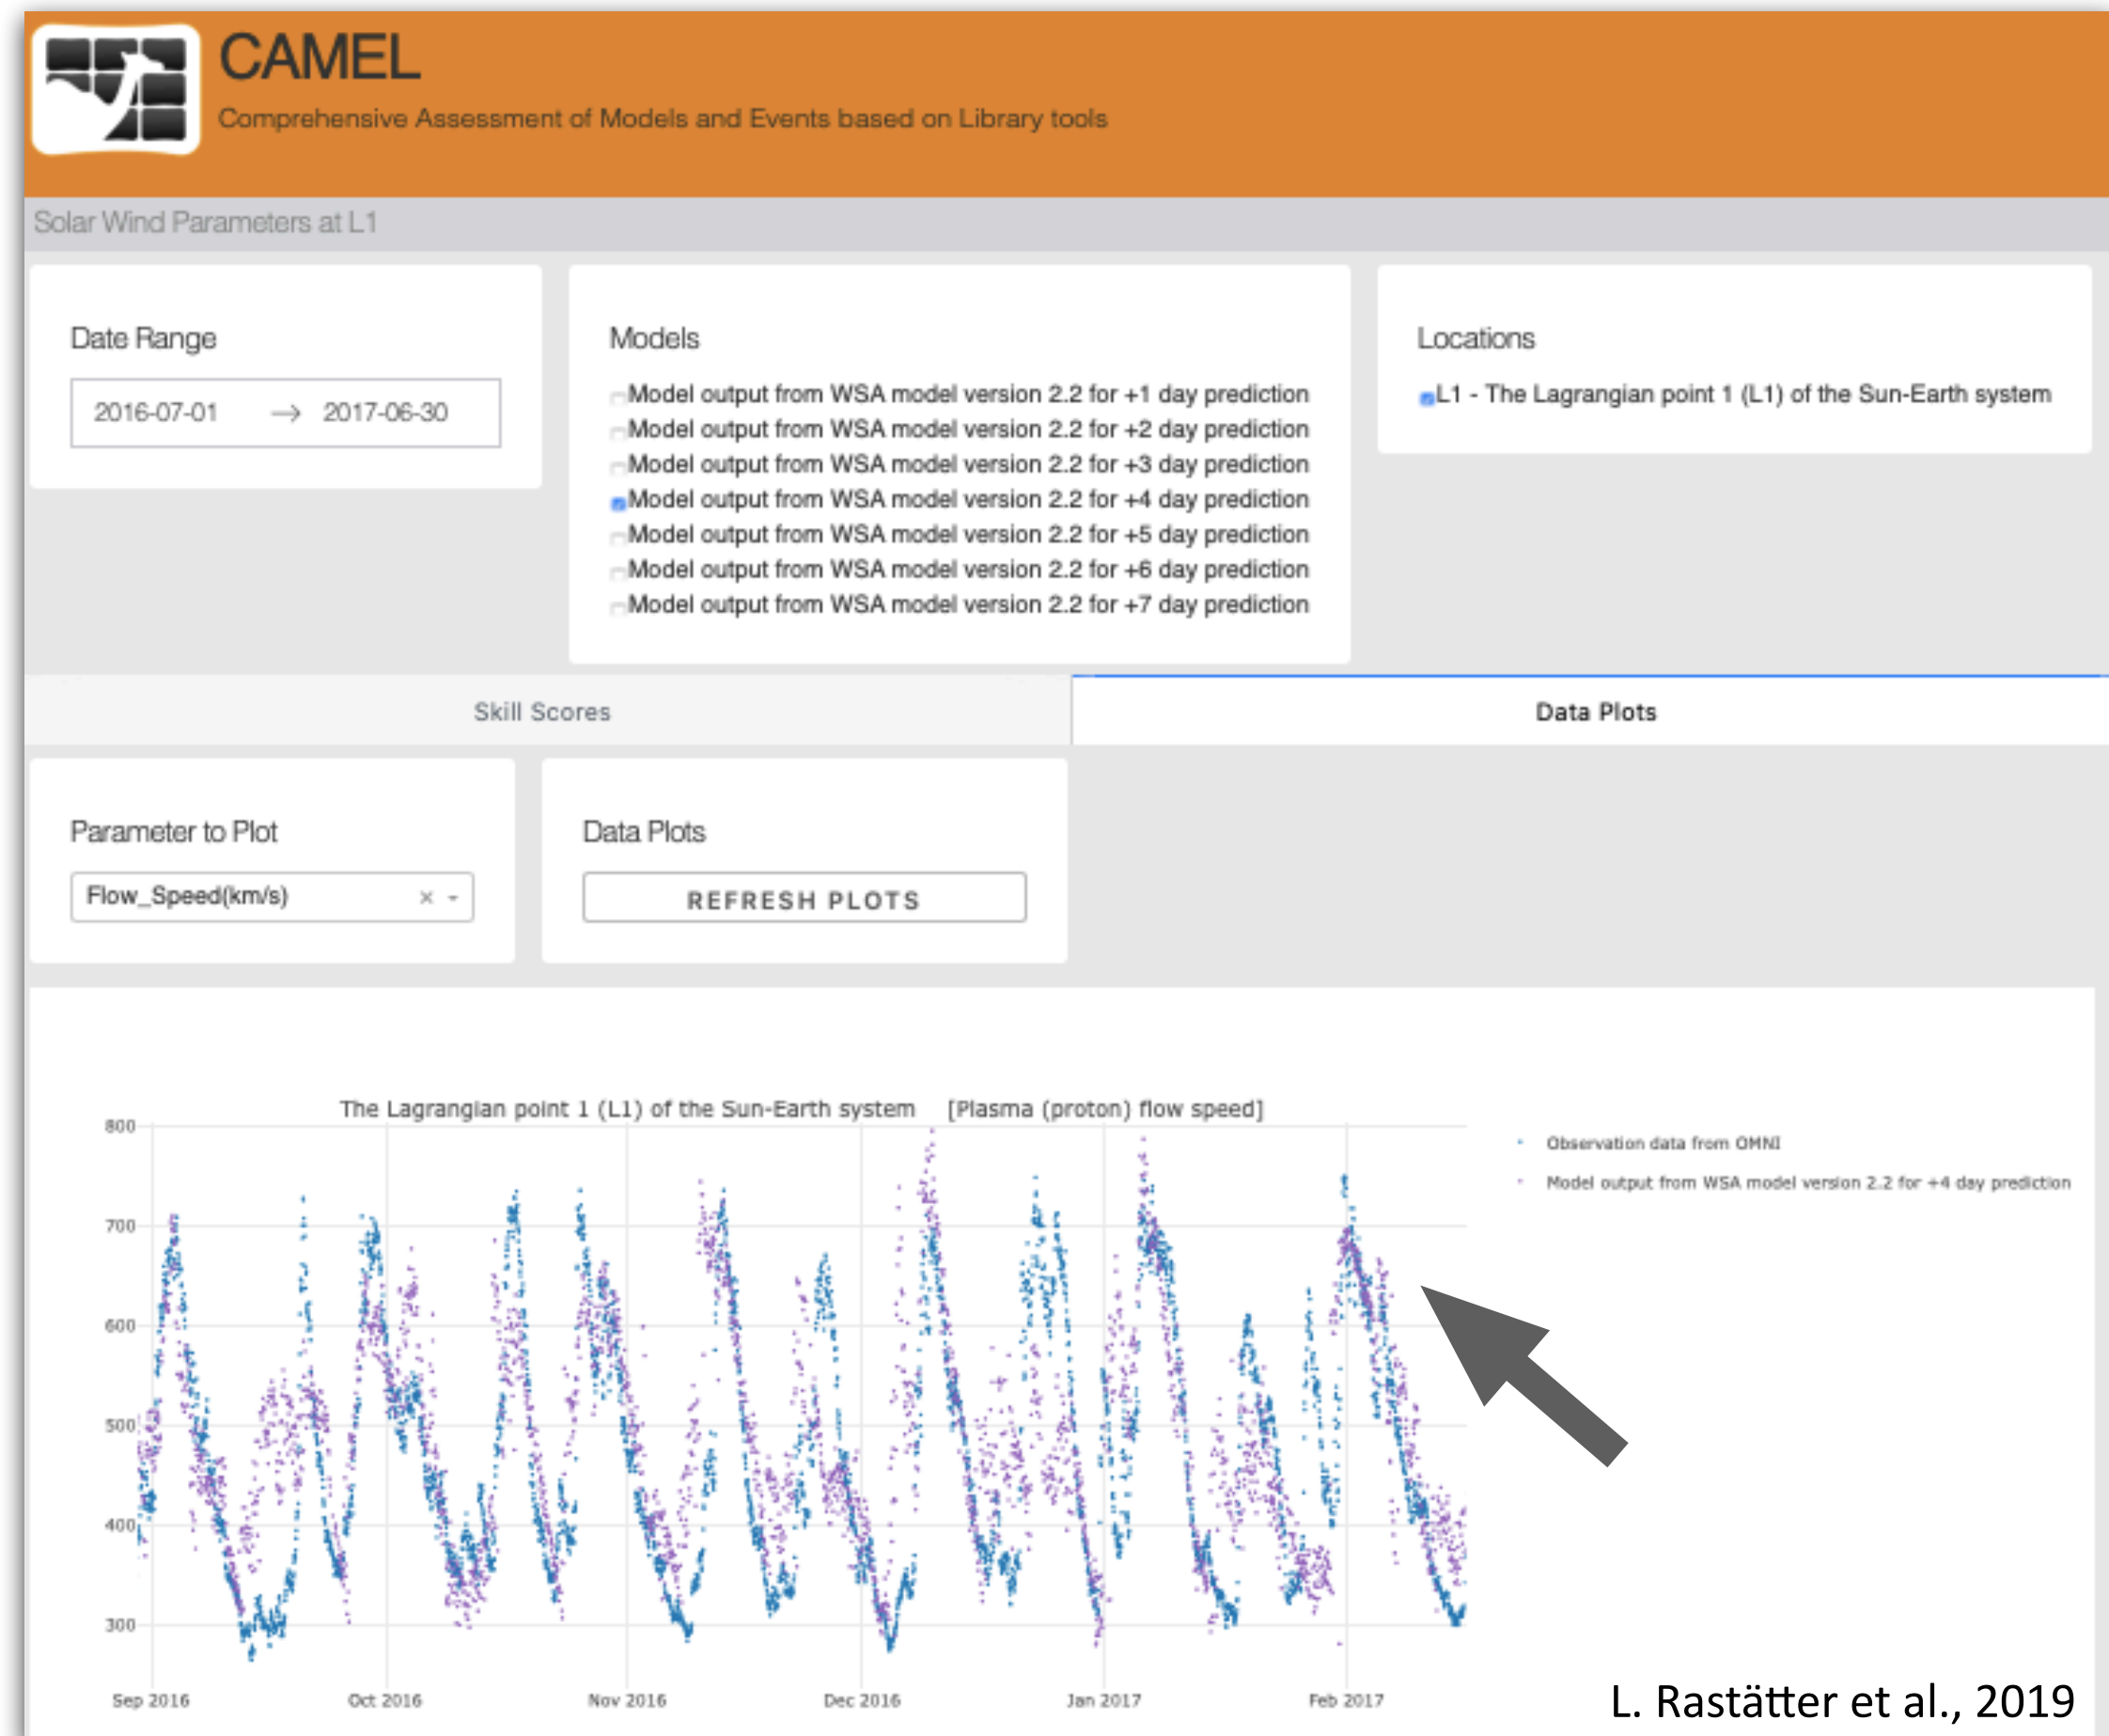 CAMEL
Comprehensive Assessment of Models and Events based on Library tools
Solar Wind Parameters at L1
Date Range
2016-07-01 → 2017-06-30
Models
Model output from WSA model version 2.2 for +1 day prediction
Model output from WSA model version 2.2 for +2 day prediction
Model output from WSA model version 2.2 for +3 day prediction
Model output from WSA model version 2.2 for +4 day prediction
Model output from WSA model version 2.2 for +5 day prediction
Model output from WSA model version 2.2 for +6 day prediction
Model output from WSA model version 2.2 for +7 day prediction
Locations
L1 - The Lagrangian point 1 (L1) of the Sun-Earth system
Skill Scores
Data Plots
Parameter to Plot
Flow_Speed(km/s)
Data Plots
REFRESH PLOTS
The Lagrangian point 1 (L1) of the Sun-Earth system [Plasma (proton) flow speed]
800
700
600
500
400
300
Sep 2016
Oct 2016
Nov 2016
Dec 2016
Jan 2017
Feb 2017
Observation data from OMNI
Model output from WSA model version 2.2 for +4 day prediction
L. Rastätter et al., 2019